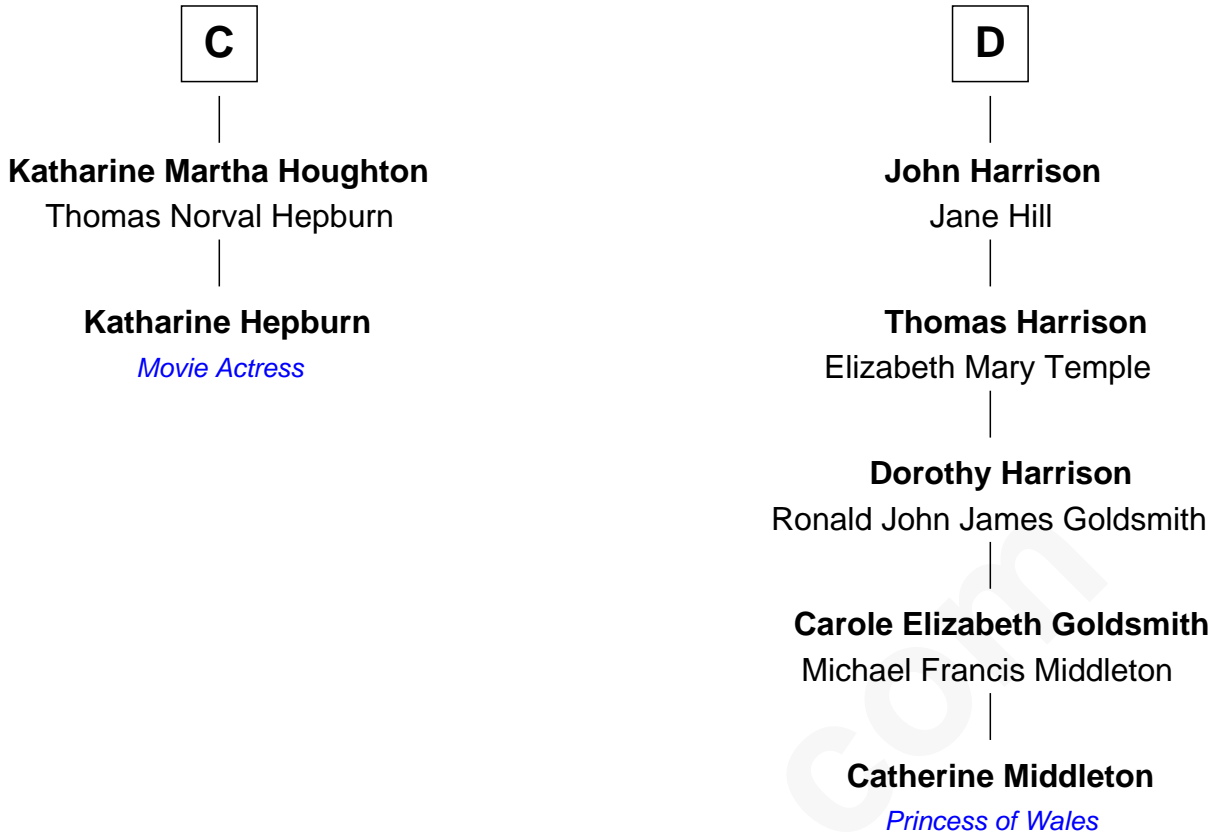 C
Katharine Martha Houghton
Thomas Norval Hepburn
Katharine Hepburn
Movie Actress
D
John Harrison
Jane Hill
Thomas Harrison
Elizabeth Mary Temple
Dorothy Harrison
Ronald John James Goldsmith
Carole Elizabeth Goldsmith
Michael Francis Middleton
Catherine Middleton
Princess of Wales
com